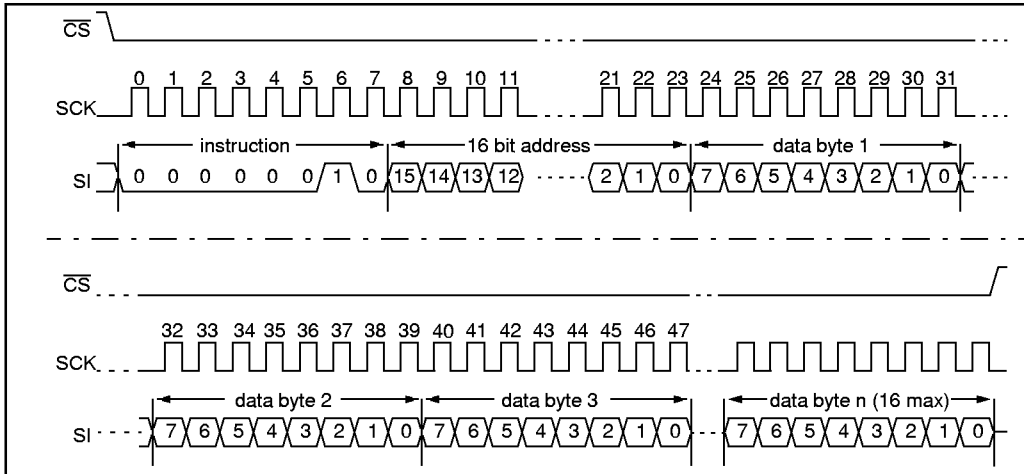 CS
0 1 2 3 4 5 6 7 8 9 10 11 21 22 23 24 25 26 27 28 29 30 31
SCK
instruction 16 bit address data byte 1
SI 0 0 0 0 0 0 1 0 15 14 13 12 2 1 0 7 6 5 4 3 2 1 0
CS
32 33 34 35 36 37 38 39 40 41 42 43 44 45 46 47
SCK
data byte 2 data byte 3 data byte n (16 max)
SI 7 6 5 4 3 2 1 0 7 6 5 4 3 2 1 0 7 6 5 4 3 2 1 0